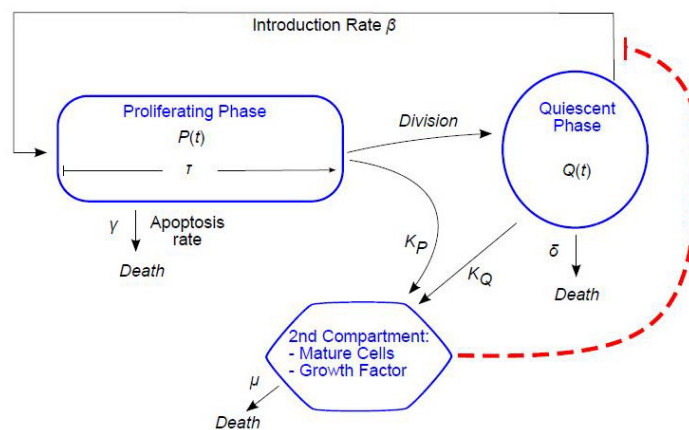 Introduction Rate β
Proliferating Phase
P(t)
τ
Division
Quiescent
Phase
Q(t)
γ
Apoptosis
rate
Death
K_P
K_Q
δ
Death
2nd Compartment:
- Mature Cells
- Growth Factor
μ
Death